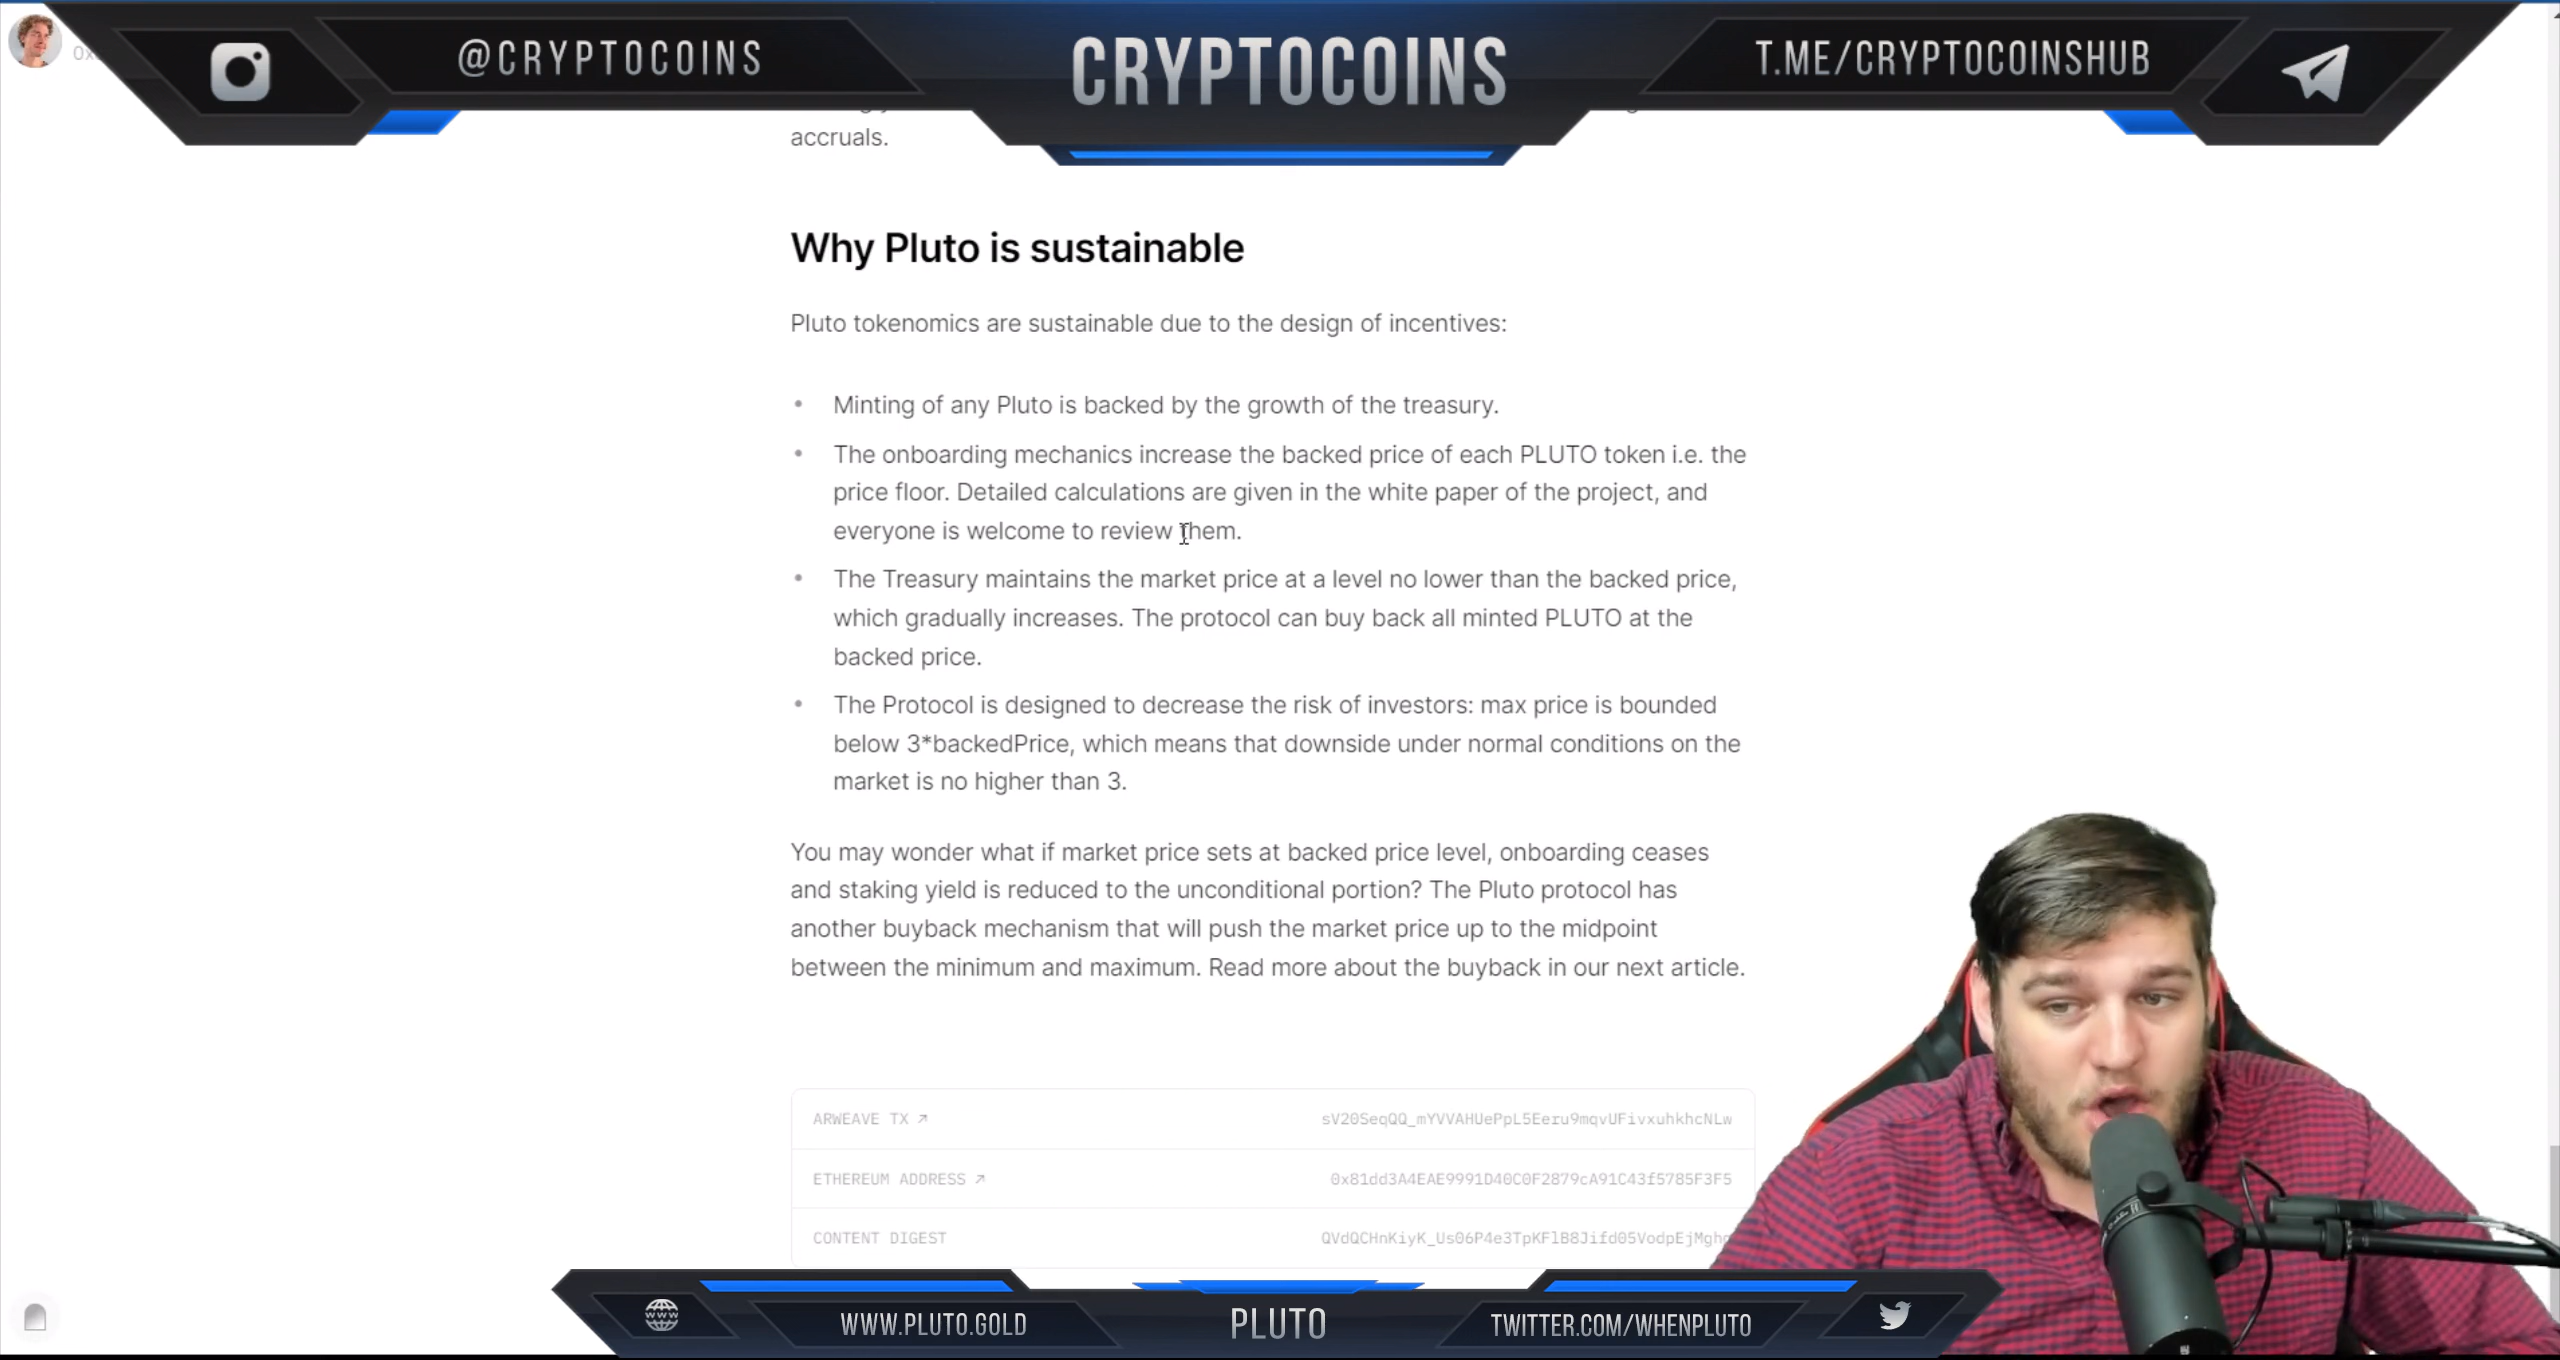 @CRYPTOCOINS
CRYPTOCOINS
T.ME/CRYPTOCOINSHUB
accruals.
Why Pluto is sustainable
Pluto tokenomics are sustainable due to the design of incentives:
• Minting of any Pluto is backed by the growth of the treasury.
• The onboarding mechanics increase the backed price of each PLUTO token i.e. the
price floor. Detailed calculations are given in the white paper of the project, and
everyone is welcome to review them.
• The Treasury maintains the market price at a level no lower than the backed price,
which gradually increases. The protocol can buy back all minted PLUTO at the
backed price.
• The Protocol is designed to decrease the risk of investors: max price is bounded
below 3*backedPrice, which means that downside under normal conditions on the
market is no higher than 3.
You may wonder what if market price sets at backed price level, onboarding ceases
and staking yield is reduced to the unconditional portion? The Pluto protocol has
another buyback mechanism that will push the market price up to the midpoint
between the minimum and maximum. Read more about the buyback in our next article.
ARWEAVE TX ↗ sV20SeqQQ_mYVVAHUePpL5Eeru9mqvUFivxuhkhcNLw
ETHEREUM ADDRESS ↗ 0x81dd3A4EAE9991D40C0F2879cA91C43f5785F3F5
CONTENT DIGEST
WWW.PLUTO.GOLD
PLUTO
TWITTER.COM/WHENPLUTO